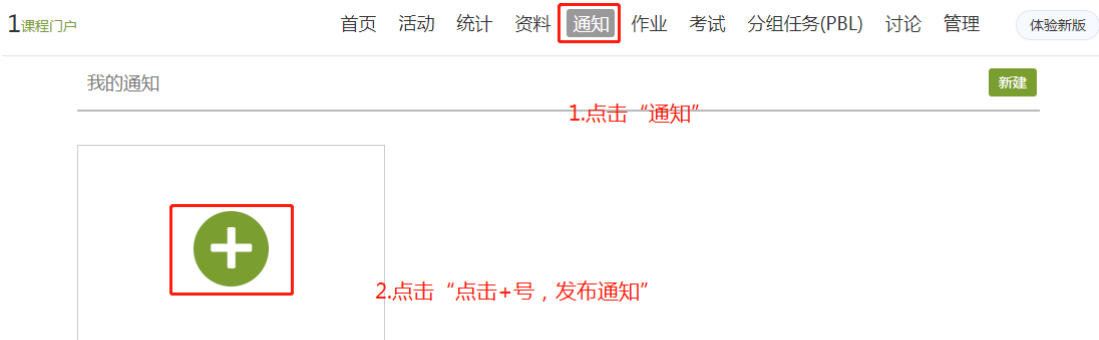 1课程门户 首页 活动 统计 资料 通知 作业 考试 分组任务(PBL) 讨论 管理 体验新版
我的通知 新建
1.点击“通知”
2.点击“点击+号，发布通知”